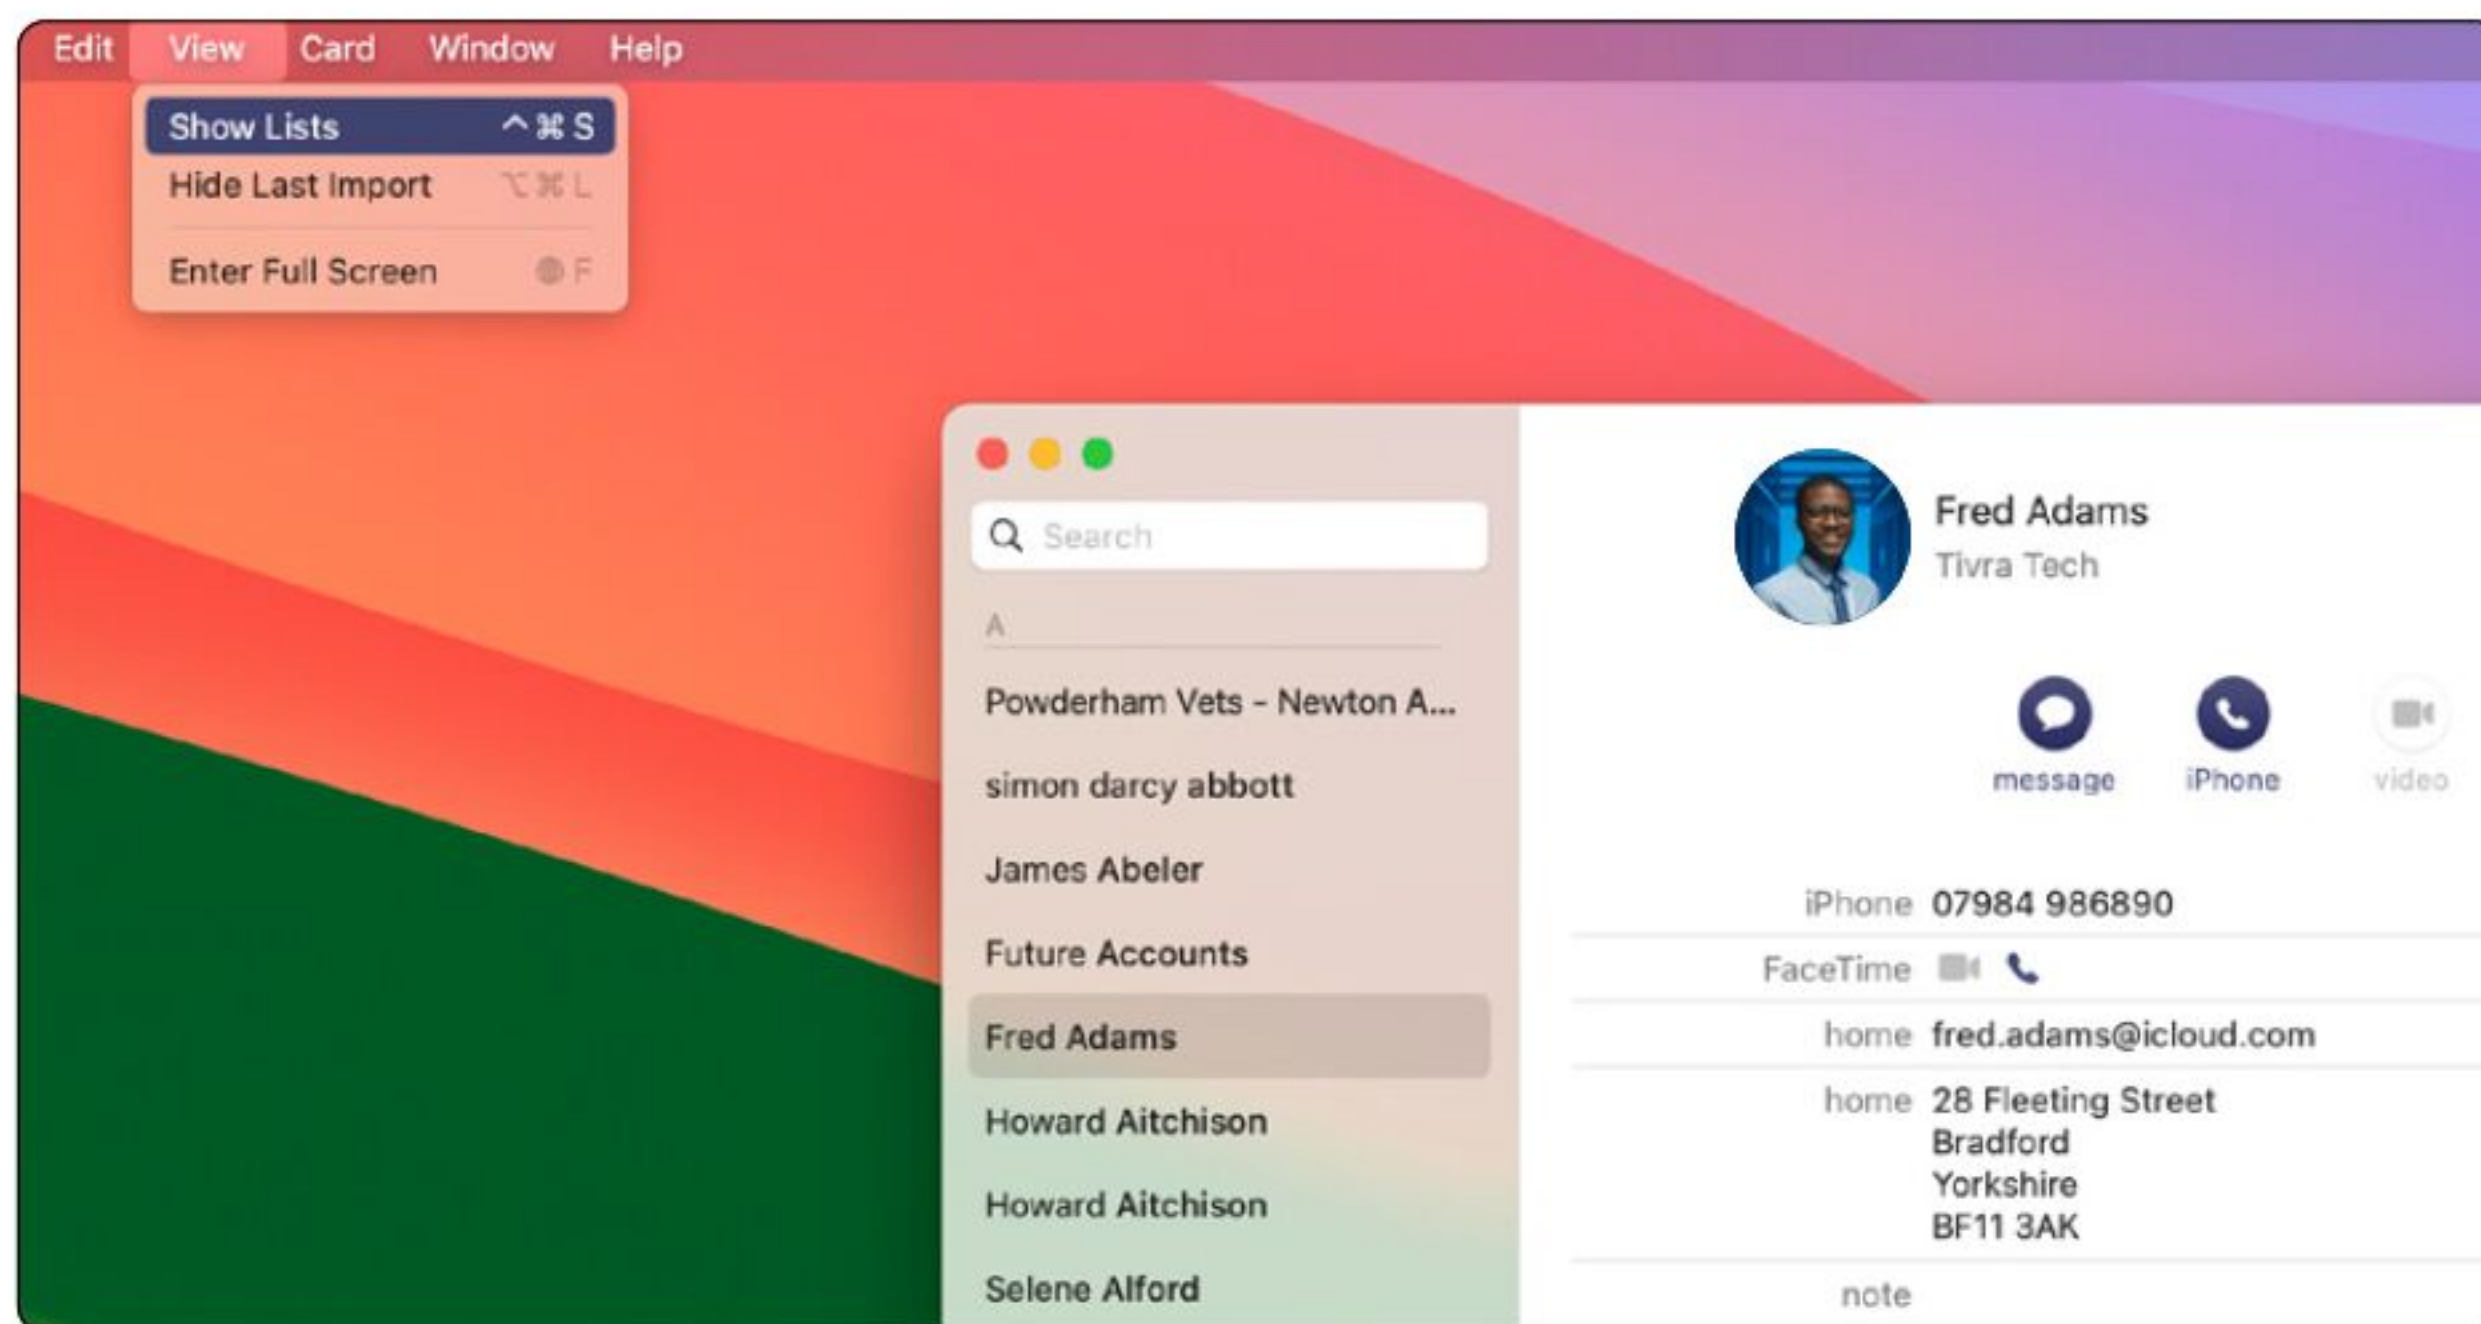 Edit View Card Window Help
Show Lists ^⌘S
Hide Last Import ⌥⌘L
Enter Full Screen F
Search
A
Powderham Vets - Newton A...
simon darcy abbott
James Abeler
Future Accounts
Fred Adams
Howard Aitchison
Howard Aitchison
Selene Alford
Fred Adams
Tivra Tech
message iPhone video
iPhone 07984 986890
FaceTime
home fred.adams@icloud.com
home 28 Fleeting Street
Bradford
Yorkshire
BF11 3AK
note